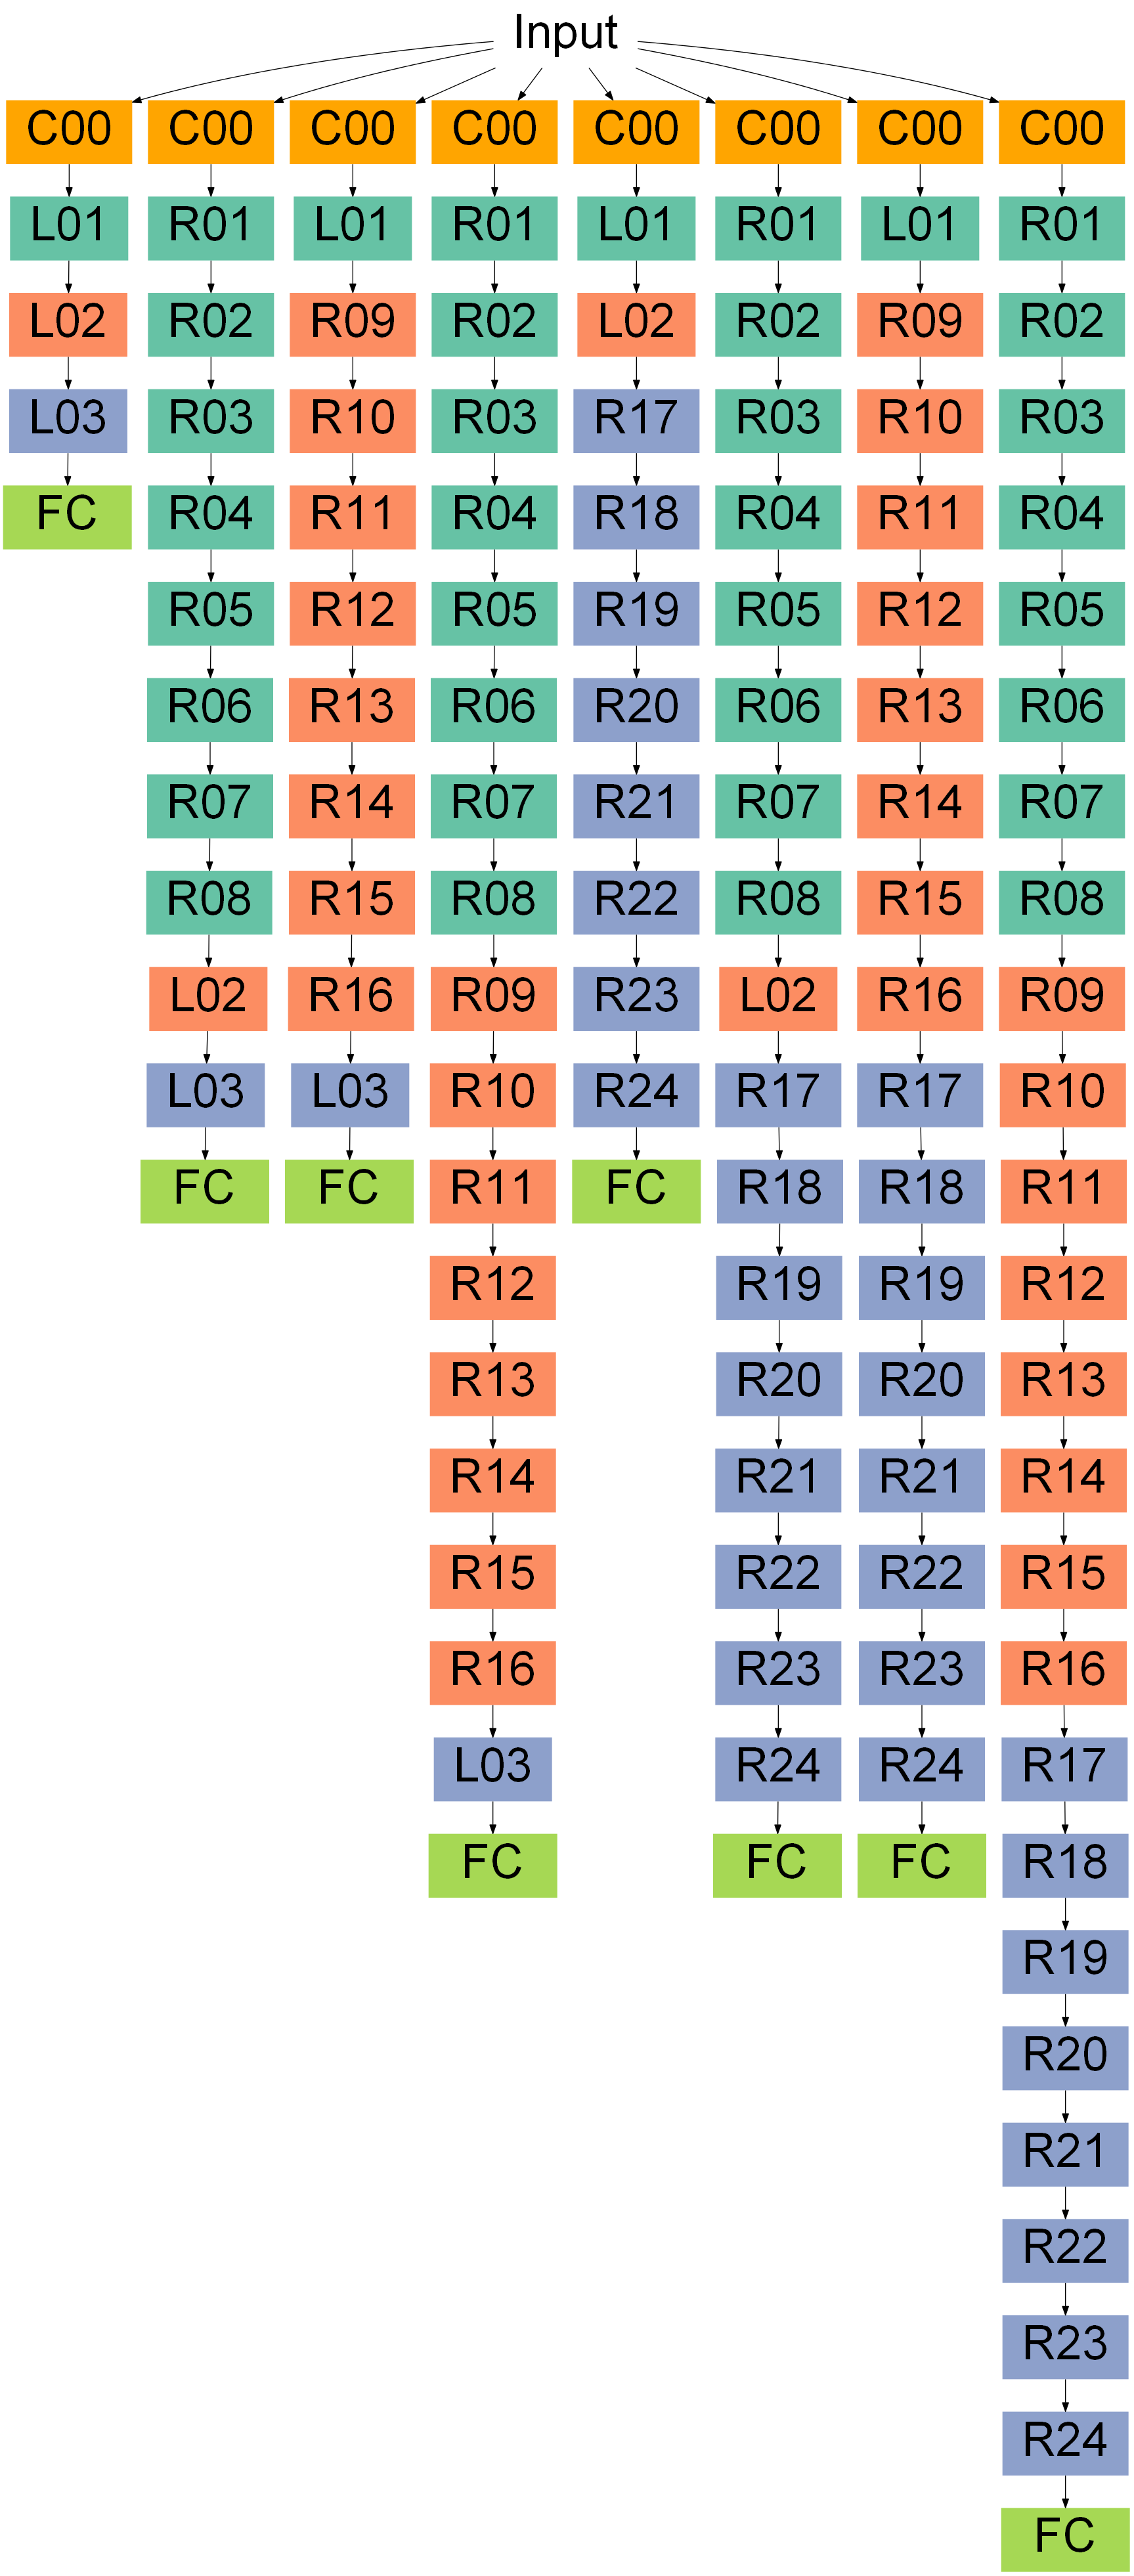 Input
C00 C00 C00 C00 C00 C00 C00 C00
L01 R01 L01 R01 L01 R01 L01 R01
L02 R02 R09 R02 L02 R02 R09 R02
L03 R03 R10 R03 R17 R03 R10 R03
FC R04 R11 R04 R18 R04 R11 R04
R05 R12 R05 R19 R05 R12 R05
R06 R13 R06 R20 R06 R13 R06
R07 R14 R07 R21 R07 R14 R07
R08 R15 R08 R22 R08 R15 R08
L02 R16 R09 R23 L02 R16 R09
L03 L03 R10 R24 R17 R17 R10
FC FC R11 FC R18 R18 R11
R12 R19 R19 R12
R13 R20 R20 R13
R14 R21 R21 R14
R15 R22 R22 R15
R16 R23 R23 R16
L03 R24 R24 R17
FC FC FC R18
R19
R20
R21
R22
R23
R24
FC